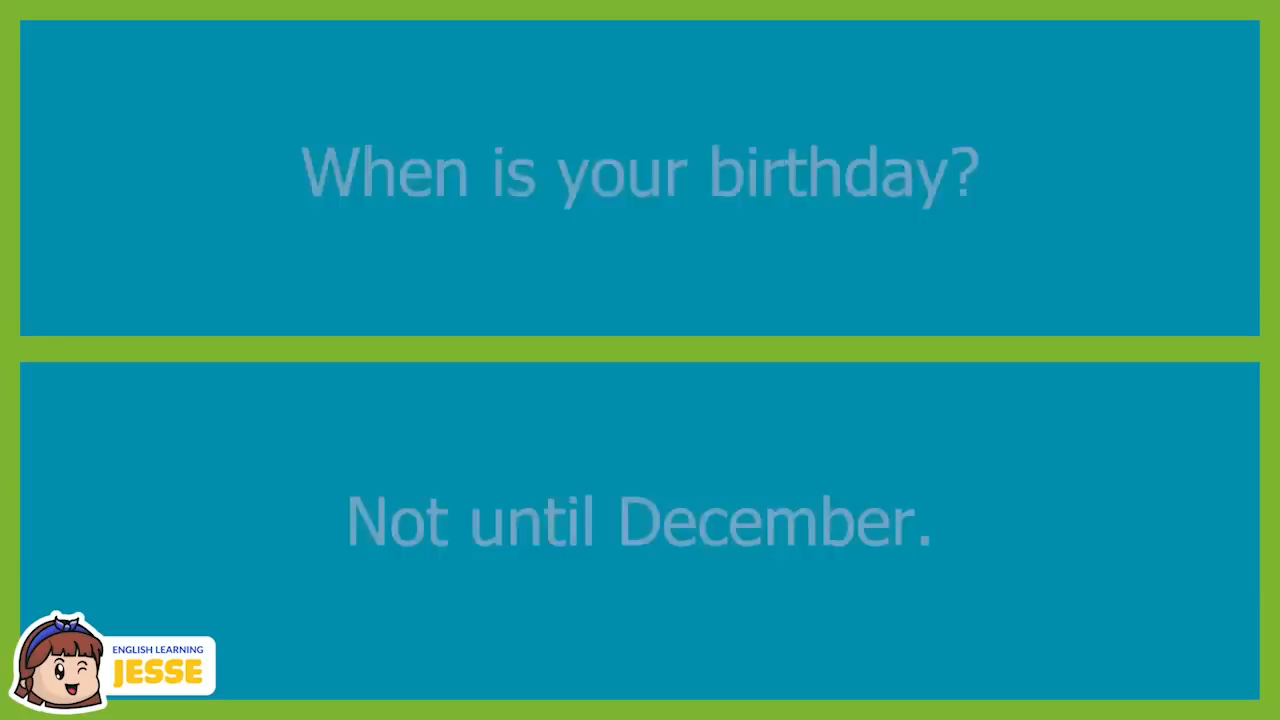 When is your birthday?
Not until December.
ENGLISH LEARNING
JESSE